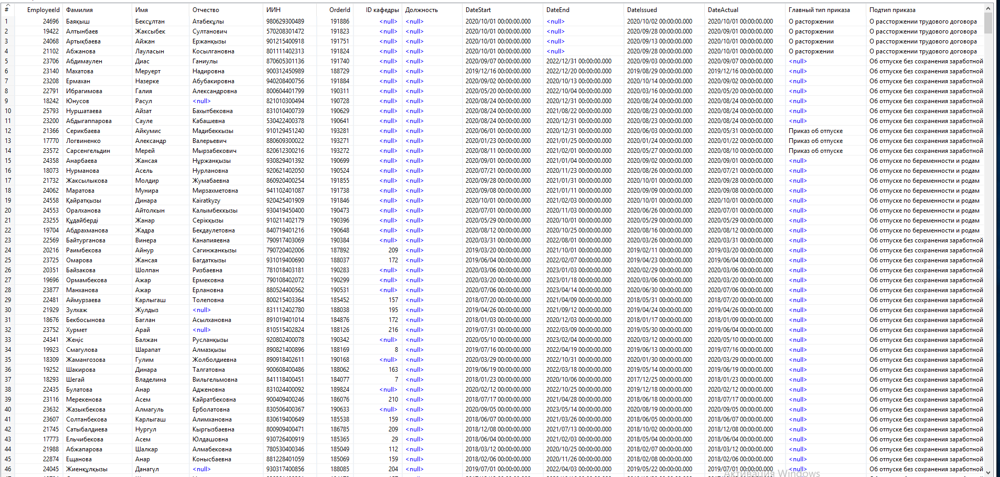 # EmployeeId Фамилия Имя Отчество ИИН OrderId ID кафедры Должность DateStart DateEnd DateIssued DateActual Главный тип приказа Подтип приказа
1 24696 Баяқыш Бексұлтан Атабекұлы 980629300489 191886 <null> <null> 2020/10/01 00:00:00.000 <null> 2020/10/02 00:00:00.000 2020/10/01 00:00:00.000 О расторжении О рассторжении трудового договора
2 19422 Алтынбаев Жаксыбек Султанович 570208301472 191823 <null> <null> 2020/10/01 00:00:00.000 <null> 2020/09/28 00:00:00.000 2020/10/01 00:00:00.000 О расторжении О рассторжении трудового договора
3 24068 Артықбаева Айжан Ержанқызы 901215400918 191751 <null> <null> 2020/10/01 00:00:00.000 <null> 2020/09/13 00:00:00.000 2020/10/01 00:00:00.000 О расторжении О рассторжении трудового договора
4 21102 Абжанова Лауласын Косылгановна 801111402313 191824 <null> <null> 2020/10/01 00:00:00.000 <null> 2020/09/28 00:00:00.000 2020/10/01 00:00:00.000 О расторжении О рассторжении трудового договора
5 23706 Абдимаулен Диас Ганиулы 870605301136 191740 <null> <null> 2020/09/07 00:00:00.000 2022/12/31 00:00:00.000 2020/09/03 00:00:00.000 2020/09/07 00:00:00.000 <null> Об отпуске без сохранения заработной
6 23140 Махатова Меруерт Надировна 900312450989 188729 <null> <null> 2019/12/16 00:00:00.000 2022/12/20 00:00:00.000 2019/08/29 00:00:00.000 2019/12/16 00:00:00.000 <null> Об отпуске без сохранения заработной
7 23208 Ермахан Назерке Абубакировна 940208400756 191884 <null> <null> 2020/09/02 00:00:00.000 2020/10/13 00:00:00.000 2020/10/14 00:00:00.000 2020/09/02 00:00:00.000 <null> Об отпуске без сохранения заработной
8 22791 Ибрагимова Галия Александровна 800604401799 190311 <null> <null> 2020/05/20 00:00:00.000 2022/10/04 00:00:00.000 2020/03/16 00:00:00.000 2020/05/20 00:00:00.000 <null> Об отпуске без сохранения заработной
9 18242 Юнусов Расул <null> 821010300494 190728 <null> <null> 2020/08/24 00:00:00.000 2020/12/31 00:00:00.000 2020/08/24 00:00:00.000 2020/08/24 00:00:00.000 <null> Об отпуске без сохранения заработной
10 25793 Нуршатаева Айзат Бахытбековна 831010400739 190629 <null> <null> 2020/08/24 00:00:00.000 2021/08/22 00:00:00.000 2020/08/23 00:00:00.000 2020/08/24 00:00:00.000 <null> Об отпуске без сохранения заработной
11 23200 Абдыгаппарова Сауле Кабашевна 530422400378 190641 <null> <null> 2020/08/24 00:00:00.000 2020/12/31 00:00:00.000 2020/08/23 00:00:00.000 2020/08/24 00:00:00.000 <null> Об отпуске без сохранения заработной
12 21366 Серикбаева Айкумис Мадибеккызы 910129451240 193281 <null> <null> 2020/06/01 00:00:00.000 2020/12/31 00:00:00.000 2020/06/03 00:00:00.000 2020/05/31 00:00:00.000 Приказ об отпуске Об отпуске без сохранения заработной
13 17770 Логвиненко Александр Валерьевич 880609300022 193271 <null> <null> 2020/01/23 00:00:00.000 2021/01/25 00:00:00.000 2020/01/24 00:00:00.000 2020/01/22 00:00:00.000 Приказ об отпуске Об отпуске без сохранения заработной
14 23572 Сарсенгельдин Мерей Мырзабекович 820612300216 193272 <null> <null> 2020/08/11 00:00:00.000 2021/02/01 00:00:00.000 2020/05/27 00:00:00.000 2020/08/10 00:00:00.000 Приказ об отпуске Об отпуске без сохранения заработной
15 24358 Анарбаева Жансая Нұржанқызы 930829401392 190699 <null> <null> 2020/09/01 00:00:00.000 2021/01/04 00:00:00.000 2020/09/02 00:00:00.000 2020/09/01 00:00:00.000 <null> Об отпуске по беременности и родам
16 18073 Нурманова Асель Нурлановна 920621402050 190524 <null> <null> 2020/07/21 00:00:00.000 2020/11/23 00:00:00.000 2020/08/26 00:00:00.000 2020/07/21 00:00:00.000 <null> Об отпуске по беременности и родам
17 21732 Жаксылыкова Молдир Жумабаевна 860920400254 191855 <null> <null> 2020/09/28 00:00:00.000 2021/01/31 00:00:00.000 2020/10/01 00:00:00.000 2020/09/28 00:00:00.000 <null> Об отпуске по беременности и родам
18 24062 Маратова Мунира Мирзахметовна 941102401087 191738 <null> <null> 2020/09/08 00:00:00.000 2021/01/11 00:00:00.000 2020/09/09 00:00:00.000 2020/09/08 00:00:00.000 <null> Об отпуске по беременности и родам
19 24558 Қайратқызы Динара Kairatkyzy 920425401909 191846 <null> <null> 2020/10/01 00:00:00.000 2021/02/03 00:00:00.000 2020/10/01 00:00:00.000 2020/10/01 00:00:00.000 <null> Об отпуске по беременности и родам
20 24553 Оралханова Айтолкын Калымбеккызы 930419450400 190473 <null> <null> 2020/07/01 00:00:00.000 2020/11/03 00:00:00.000 2020/06/26 00:00:00.000 2020/07/01 00:00:00.000 <null> Об отпуске по беременности и родам
21 23255 Құдайберді Жанар Серікқызы 910211402179 190396 <null> <null> 2020/05/29 00:00:00.000 2020/10/01 00:00:00.000 2020/05/29 00:00:00.000 2020/05/29 00:00:00.000 <null> Об отпуске по беременности и родам
22 19704 Абдрахманова Жадра Бекдаулетовна 840719401216 190648 <null> <null> 2020/08/12 00:00:00.000 2020/10/25 00:00:00.000 2020/08/16 00:00:00.000 2020/08/12 00:00:00.000 <null> Об отпуске по беременности и родам
23 22569 Байтурганова Винера Канапияевна 790917403069 190384 <null> <null> 2020/03/31 00:00:00.000 2022/08/01 00:00:00.000 2020/03/26 00:00:00.000 2020/03/31 00:00:00.000 <null> Об отпуске без сохранения заработной
24 20216 Раимбекова Айнур Сагинжанкызы 790720402006 187892 209 <null> 2019/03/20 00:00:00.000 2021/10/01 00:00:00.000 2019/02/11 00:00:00.000 2019/03/20 00:00:00.000 <null> Об отпуске без сохранения заработной
25 23725 Омарова Жансая Багдаткызы 931019400690 188037 172 <null> 2019/06/04 00:00:00.000 2022/02/07 00:00:00.000 2019/04/23 00:00:00.000 2019/06/04 00:00:00.000 <null> Об отпуске без сохранения заработной
26 20351 Байзакова Шолпан Ризбаевна 781018403181 190283 <null> <null> 2020/03/06 00:00:00.000 2023/01/03 00:00:00.000 2020/02/29 00:00:00.000 2020/03/06 00:00:00.000 <null> Об отпуске без сохранения заработной
27 19696 Ормамбекова Ажар Ермековна 790108402072 190299 <null> <null> 2020/03/20 00:00:00.000 2023/01/18 00:00:00.000 2020/03/06 00:00:00.000 2020/03/20 00:00:00.000 <null> Об отпуске без сохранения заработной
28 23877 Манханова Ажар Ерлановна 880524400562 190531 <null> <null> 2020/07/06 00:00:00.000 2023/04/14 00:00:00.000 2020/06/30 00:00:00.000 2020/07/06 00:00:00.000 <null> Об отпуске без сохранения заработной
29 22481 Аймурзаева Карлыгаш Толеповна 800215403364 185452 157 <null> 2018/07/20 00:00:00.000 2021/04/09 00:00:00.000 2018/05/31 00:00:00.000 2018/07/20 00:00:00.000 <null> Об отпуске без сохранения заработной
30 21929 Зулхаж Жулдыз <null> 831112402780 188038 195 <null> 2019/04/26 00:00:00.000 2021/09/12 00:00:00.000 2019/04/24 00:00:00.000 2019/04/26 00:00:00.000 <null> Об отпуске без сохранения заработной
31 18676 Бекбосынова Баглан Асылхановна 891019401014 184876 172 <null> 2018/01/03 00:00:00.000 2020/12/03 00:00:00.000 2018/01/17 00:00:00.000 2018/01/09 00:00:00.000 <null> Об отпуске без сохранения заработной
32 23752 Хурмет Арай <null> 810515402824 188126 216 <null> 2019/07/31 00:00:00.000 2022/03/09 00:00:00.000 2019/05/30 00:00:00.000 2019/06/04 00:00:00.000 <null> Об отпуске без сохранения заработной
33 24341 Жеңіс Балжан Русланқызы 920802400078 190342 <null> <null> 2020/05/10 00:00:00.000 2023/02/04 00:00:00.000 2020/03/12 00:00:00.000 2020/05/10 00:00:00.000 <null> Об отпуске без сохранения заработной
34 19923 Смагулова Шарапат Алмазқызы 890821400896 188169 8 <null> 2019/07/16 00:00:00.000 2022/04/19 00:00:00.000 2019/06/13 00:00:00.000 2019/07/16 00:00:00.000 <null> Об отпуске без сохранения заработной
35 18309 Жамангозова Гулим Жолболдиевна 890918402611 190168 <null> <null> 2020/03/29 00:00:00.000 2022/10/31 00:00:00.000 2020/01/30 00:00:00.000 2020/03/29 00:00:00.000 <null> Об отпуске без сохранения заработной
36 19252 Шакирова Динара Талгатовна 900608400486 188062 163 <null> 2019/06/19 00:00:00.000 2022/03/18 00:00:00.000 2019/05/14 00:00:00.000 2019/06/19 00:00:00.000 <null> Об отпуске без сохранения заработной
37 18293 Шегай Владелина Вильгельмовна 841118400451 184077 7 <null> 2018/01/23 00:00:00.000 2020/10/06 00:00:00.000 2017/12/25 00:00:00.000 2018/01/23 00:00:00.000 <null> Об отпуске без сохранения заработной
38 22435 Булатова Анар Адженовна 831024400092 189824 <null> <null> 2020/02/12 00:00:00.000 2022/10/25 00:00:00.000 2019/12/18 00:00:00.000 2020/02/12 00:00:00.000 <null> Об отпуске без сохранения заработной
39 23116 Мерекенова Асем Кайратбековна 900409400246 186076 210 <null> 2018/07/17 00:00:00.000 2021/04/28 00:00:00.000 2018/06/18 00:00:00.000 2018/07/17 00:00:00.000 <null> Об отпуске без сохранения заработной
40 23632 Жазыкбекова Алмагуль Ерболатовна 830506400367 190633 <null> <null> 2020/09/05 00:00:00.000 2023/05/14 00:00:00.000 2020/08/19 00:00:00.000 2020/09/05 00:00:00.000 <null> Об отпуске без сохранения заработной
41 23607 Солтанбекова Карлыгаш Алимхановна 830619400649 185538 159 <null> 2018/06/07 00:00:00.000 2021/03/26 00:00:00.000 2018/06/05 00:00:00.000 2018/06/07 00:00:00.000 <null> Об отпуске без сохранения заработной
42 21745 Сатыбалдиева Нургул Кыргызбаевна 800909400471 186785 209 <null> 2018/12/08 00:00:00.000 2021/07/13 00:00:00.000 2018/10/02 00:00:00.000 2018/12/08 00:00:00.000 <null> Об отпуске без сохранения заработной
43 17773 Ельчибекова Асем Юлдашовна 930726400919 185365 29 <null> 2018/06/04 00:00:00.000 2021/02/03 00:00:00.000 2018/05/04 00:00:00.000 2018/06/04 00:00:00.000 <null> Об отпуске без сохранения заработной
44 21988 Абжапарова Шалкар Алмабековна 780530400346 185049 112 <null> 2018/03/12 00:00:00.000 2020/10/25 00:00:00.000 2018/02/07 00:00:00.000 2018/03/12 00:00:00.000 <null> Об отпуске без сохранения заработной
45 22874 Ещанова Анар Конысбаевна 881228401059 185069 159 <null> 2018/02/06 00:00:00.000 2020/11/26 00:00:00.000 2018/02/08 00:00:00.000 2018/02/06 00:00:00.000 <null> Об отпуске без сохранения заработной
46 24045 Жиенқұлқызы Данагүл <null> 930317400856 188085 204 <null> 2019/07/01 00:00:00.000 2022/04/03 00:00:00.000 2019/05/22 00:00:00.000 2019/07/01 00:00:00.000 <null> Об отпуске без сохранения заработной
Активация Windows